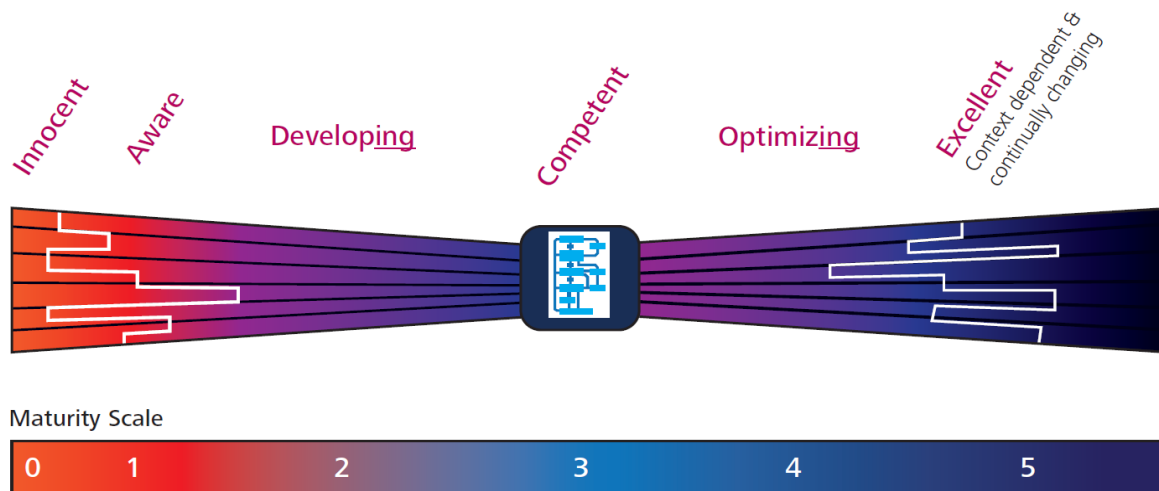 Innocent
Aware
Developing
Competent
Optimizing
Excellent
Context dependent &
continually changing
Maturity Scale
0 1 2 3 4 5